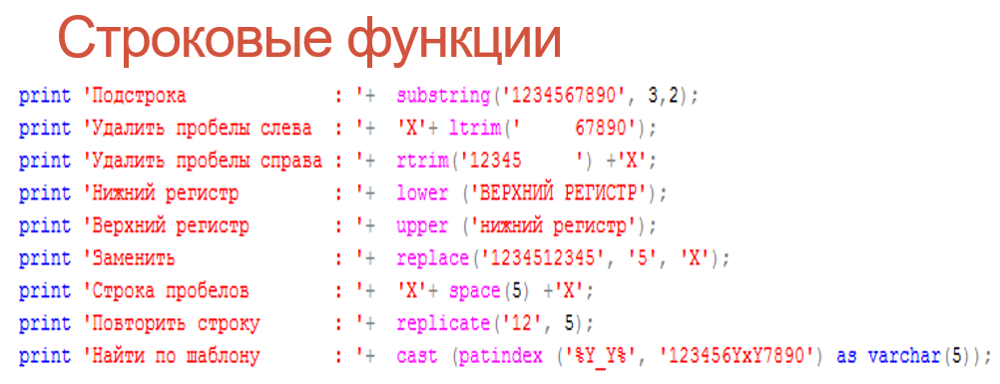 Строковые функции
print 'Подстрока                : '+  substring('1234567890', 3,2);
print 'Удалить пробелы слева  : '+  'X'+ ltrim('     67890');
print 'Удалить пробелы справа : '+  rtrim('12345     ') +'X';
print 'Нижний регистр         : '+  lower ('ВЕРХНИЙ РЕГИСТР');
print 'Верхний регистр        : '+  upper ('нижний регистр');
print 'Заменить               : '+  replace('1234512345', '5', 'X');
print 'Строка пробелов        : '+  'X'+ space(5) +'X';
print 'Повторить строку       : '+  replicate('12', 5);
print 'Найти по шаблону       : '+  cast (patindex ('%Y_Y%', '123456YxY7890') as varchar(5));